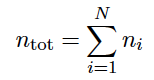 n_tot = ∑_{i=1}^{N} n_i